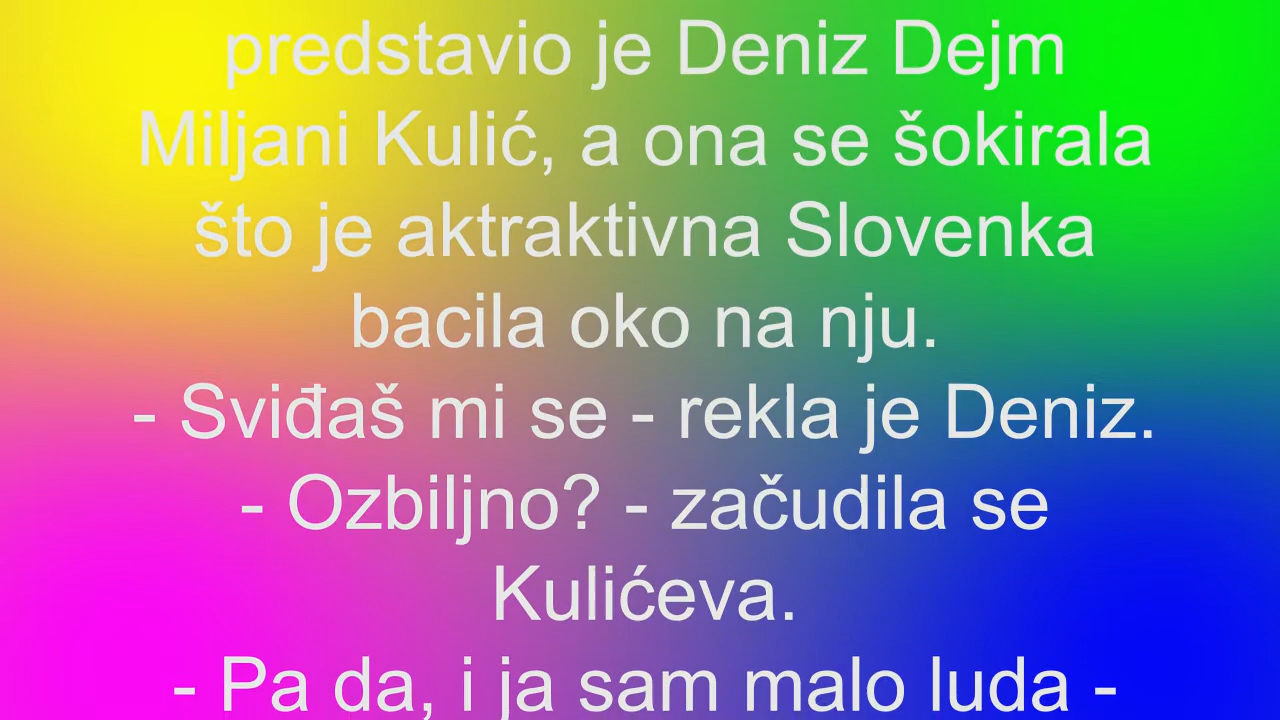 predstavio je Deniz Dejm
Miljani Kulić, a ona se šokirala
što je aktraktivna Slovenka
bacila oko na nju.
- Sviđaš mi se - rekla je Deniz.
- Ozbiljno? - začudila se
Kulićeva.
- Pa da, i ja sam malo luda -